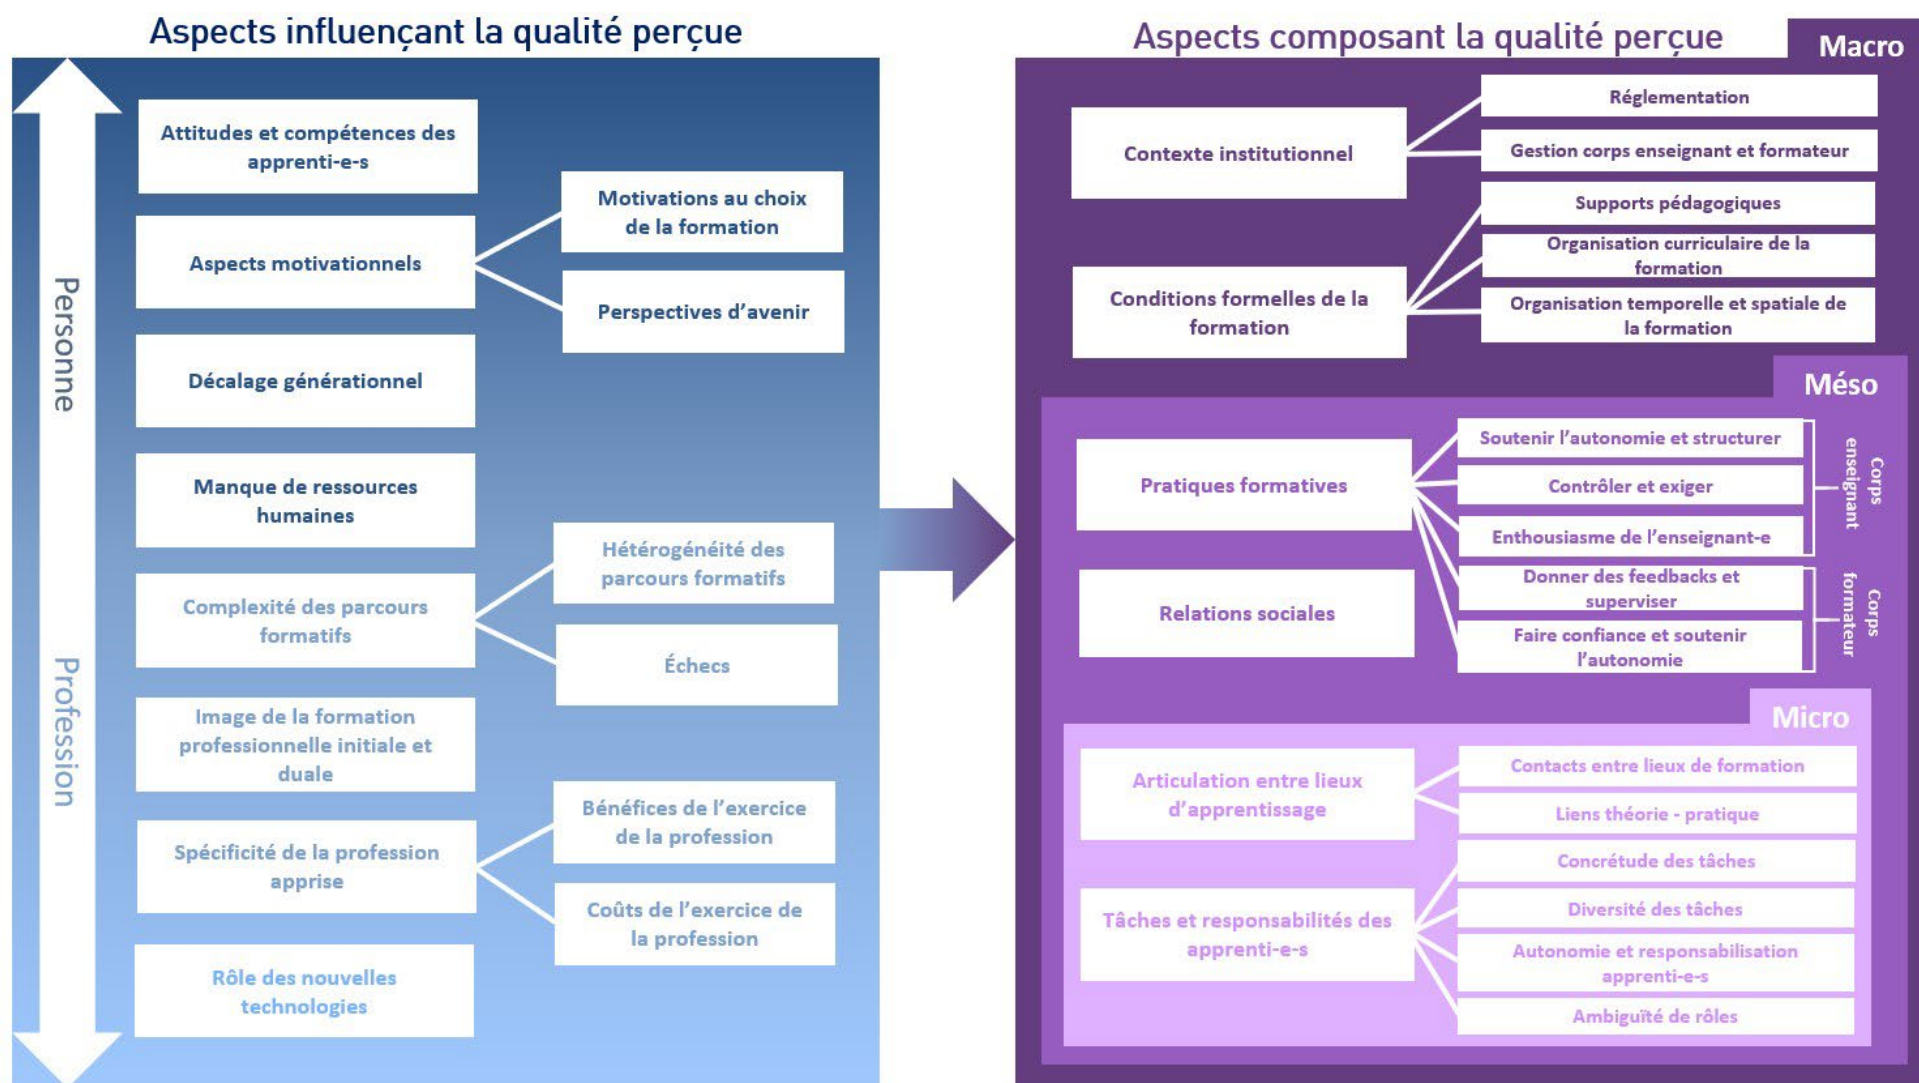 Aspects influençant la qualité perçue
Personne
Profession
Attitudes et compétences des
apprenti-e-s
Aspects motivationnels
Motivations au choix
de la formation
Perspectives d’avenir
Décalage générationnel
Manque de ressources
humaines
Complexité des parcours
formatifs
Hétérogénéité des
parcours formatifs
Échecs
Image de la formation
professionnelle initiale et
duale
Spécificité de la profession
apprise
Bénéfices de l’exercice
de la profession
Coûts de l’exercice de
la profession
Rôle des nouvelles
technologies
Aspects composant la qualité perçue
Macro
Contexte institutionnel
Réglementation
Gestion corps enseignant et formateur
Conditions formelles de la
formation
Supports pédagogiques
Organisation curriculaire de la
formation
Organisation temporelle et spatiale de
la formation
Méso
Pratiques formatives
Soutenir l’autonomie et structurer
Contrôler et exiger
Enthousiasme de l’enseignant-e
Corps
enseignant
Donner des feedbacks et
superviser
Faire confiance et soutenir
l’autonomie
Corps
formateur
Relations sociales
Micro
Articulation entre lieux
d’apprentissage
Contacts entre lieux de formation
Liens théorie - pratique
Tâches et responsabilités des
apprenti-e-s
Concrétude des tâches
Diversité des tâches
Autonomie et responsabilisation
apprenti-e-s
Ambiguïté de rôles